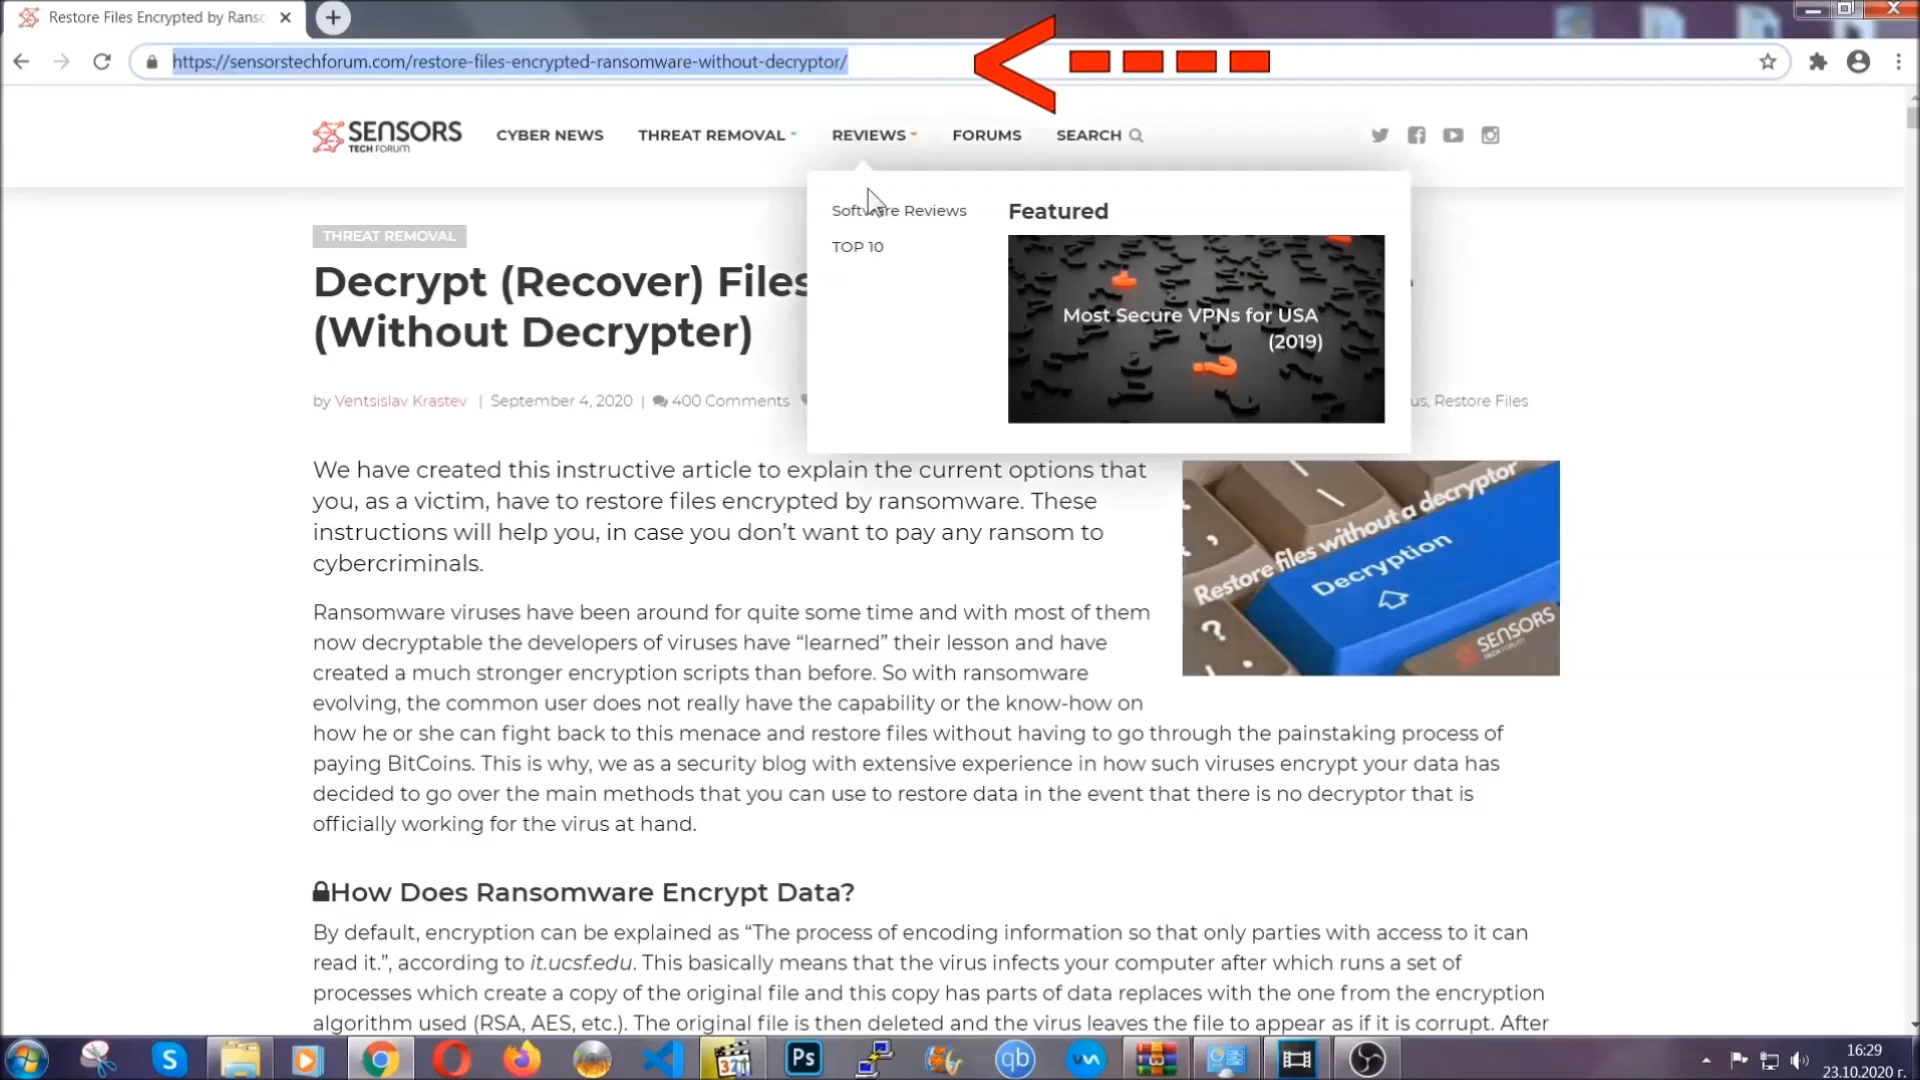 Restore Files Encrypted by Ranso
https://sensorstechforum.com/restore-files-encrypted-ransomware-without-decryptor/
SENSORS
TECH FORUM
CYBER NEWS THREAT REMOVAL REVIEWS FORUMS SEARCH
Software Reviews
TOP 10
Featured
Most Secure VPNs for USA
(2019)
THREAT REMOVAL
Decrypt (Recover) Files
(Without Decrypter)
by Ventsislav Krastev | September 4, 2020 | 400 Comments
us, Restore Files
We have created this instructive article to explain the current options that
you, as a victim, have to restore files encrypted by ransomware. These
instructions will help you, in case you don’t want to pay any ransom to
cybercriminals.
Restore files without a decryptor
Decryption
SENSORS
TECH FORUM
Ransomware viruses have been around for quite some time and with most of them
now decryptable the developers of viruses have “learned” their lesson and have
created a much stronger encryption scripts than before. So with ransomware
evolving, the common user does not really have the capability or the know-how on
how he or she can fight back to this menace and restore files without having to go through the painstaking process of
paying BitCoins. This is why, we as a security blog with extensive experience in how such viruses encrypt your data has
decided to go over the main methods that you can use to restore data in the event that there is no decryptor that is
officially working for the virus at hand.
How Does Ransomware Encrypt Data?
By default, encryption can be explained as “The process of encoding information so that only parties with access to it can
read it.”, according to it.ucsf.edu. This basically means that the virus infects your computer after which runs a set of
processes which create a copy of the original file and this copy has parts of data replaces with the one from the encryption
algorithm used (RSA, AES, etc.). The original file is then deleted and the virus leaves the file to appear as if it is corrupt. After
S
321
Ps
qb
16:29
23.10.2020 г.